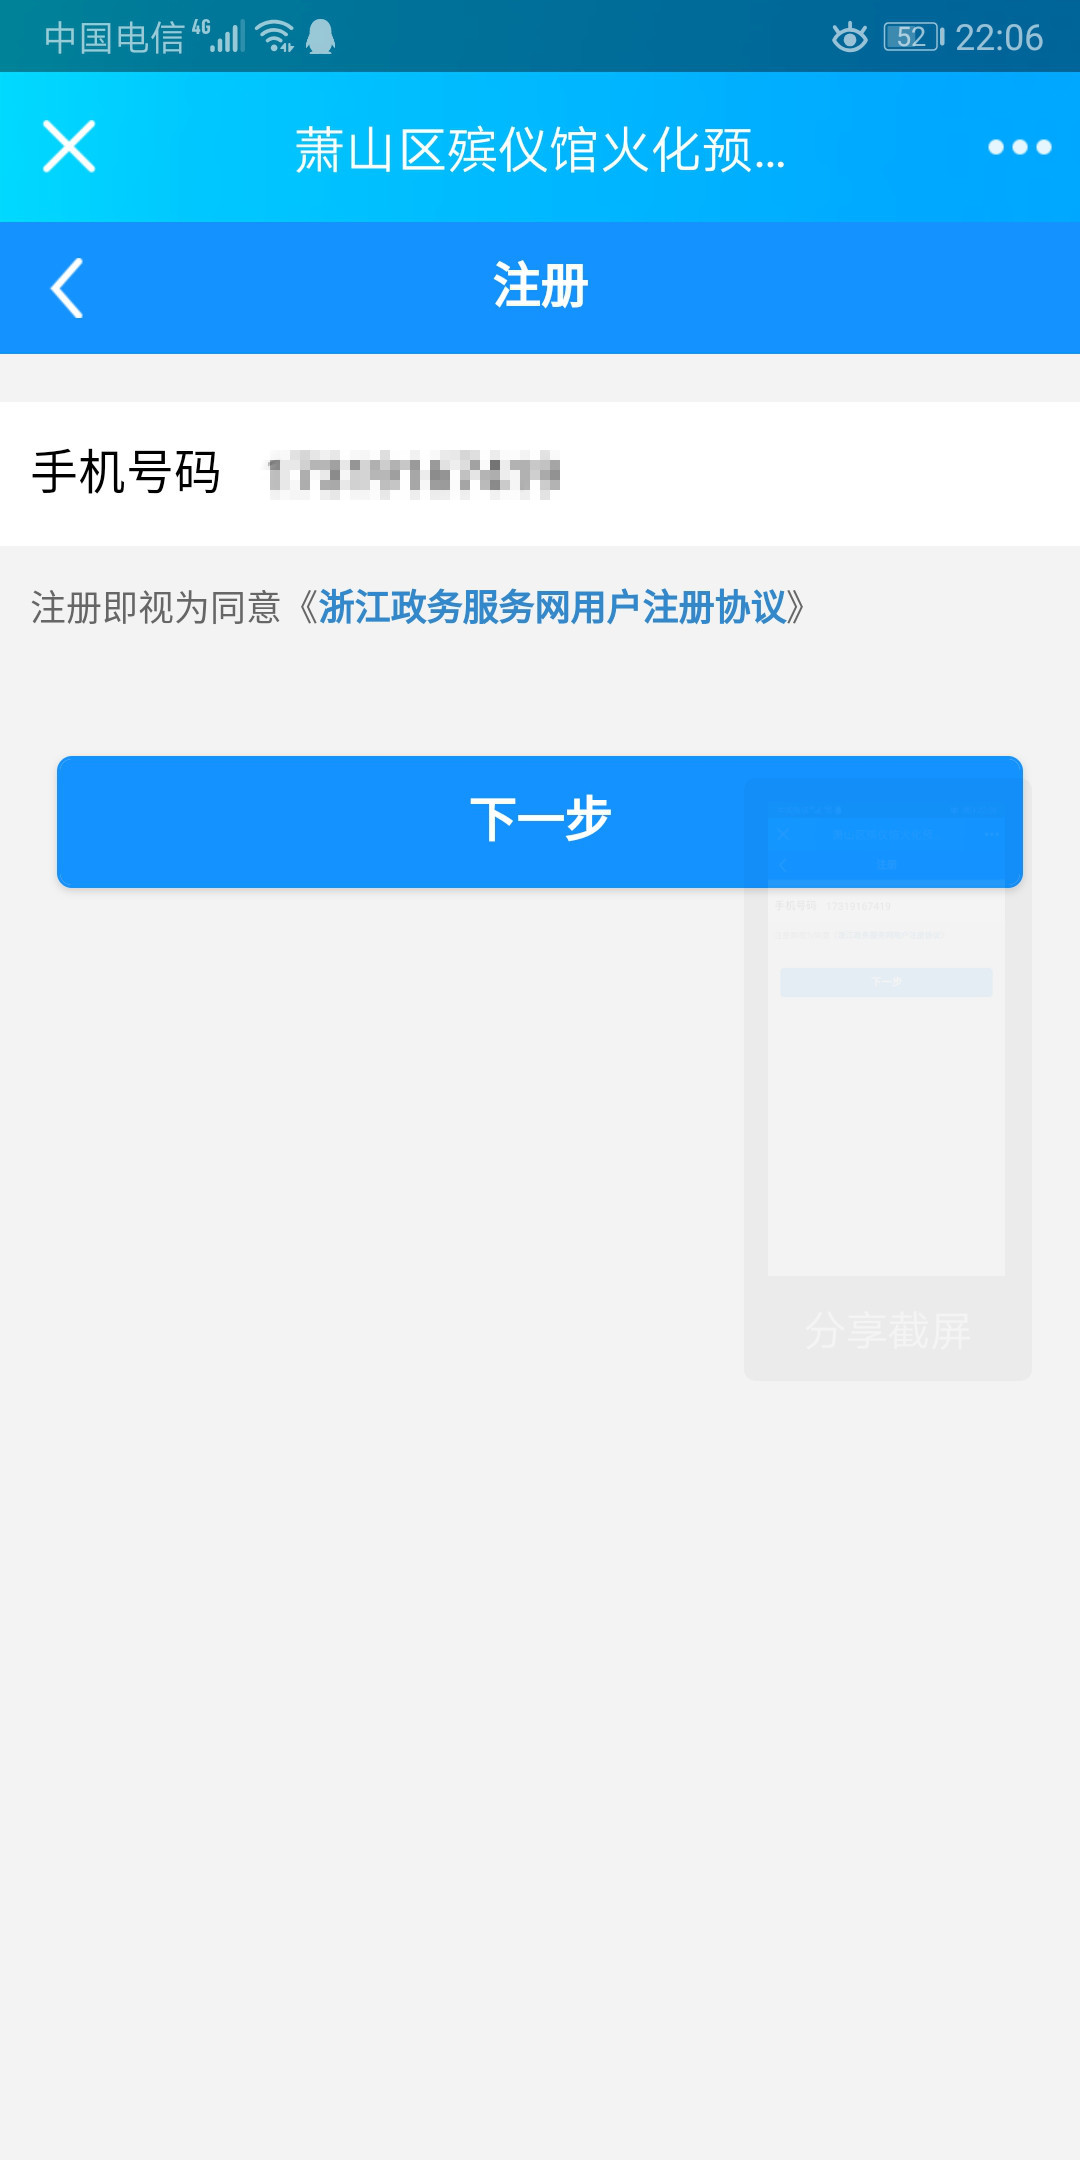 中国电信 4G 52 22:06
萧山区殡仪馆火化预...
注册
手机号码
注册即视为同意《浙江政务服务网用户注册协议》
下一步
分享截屏